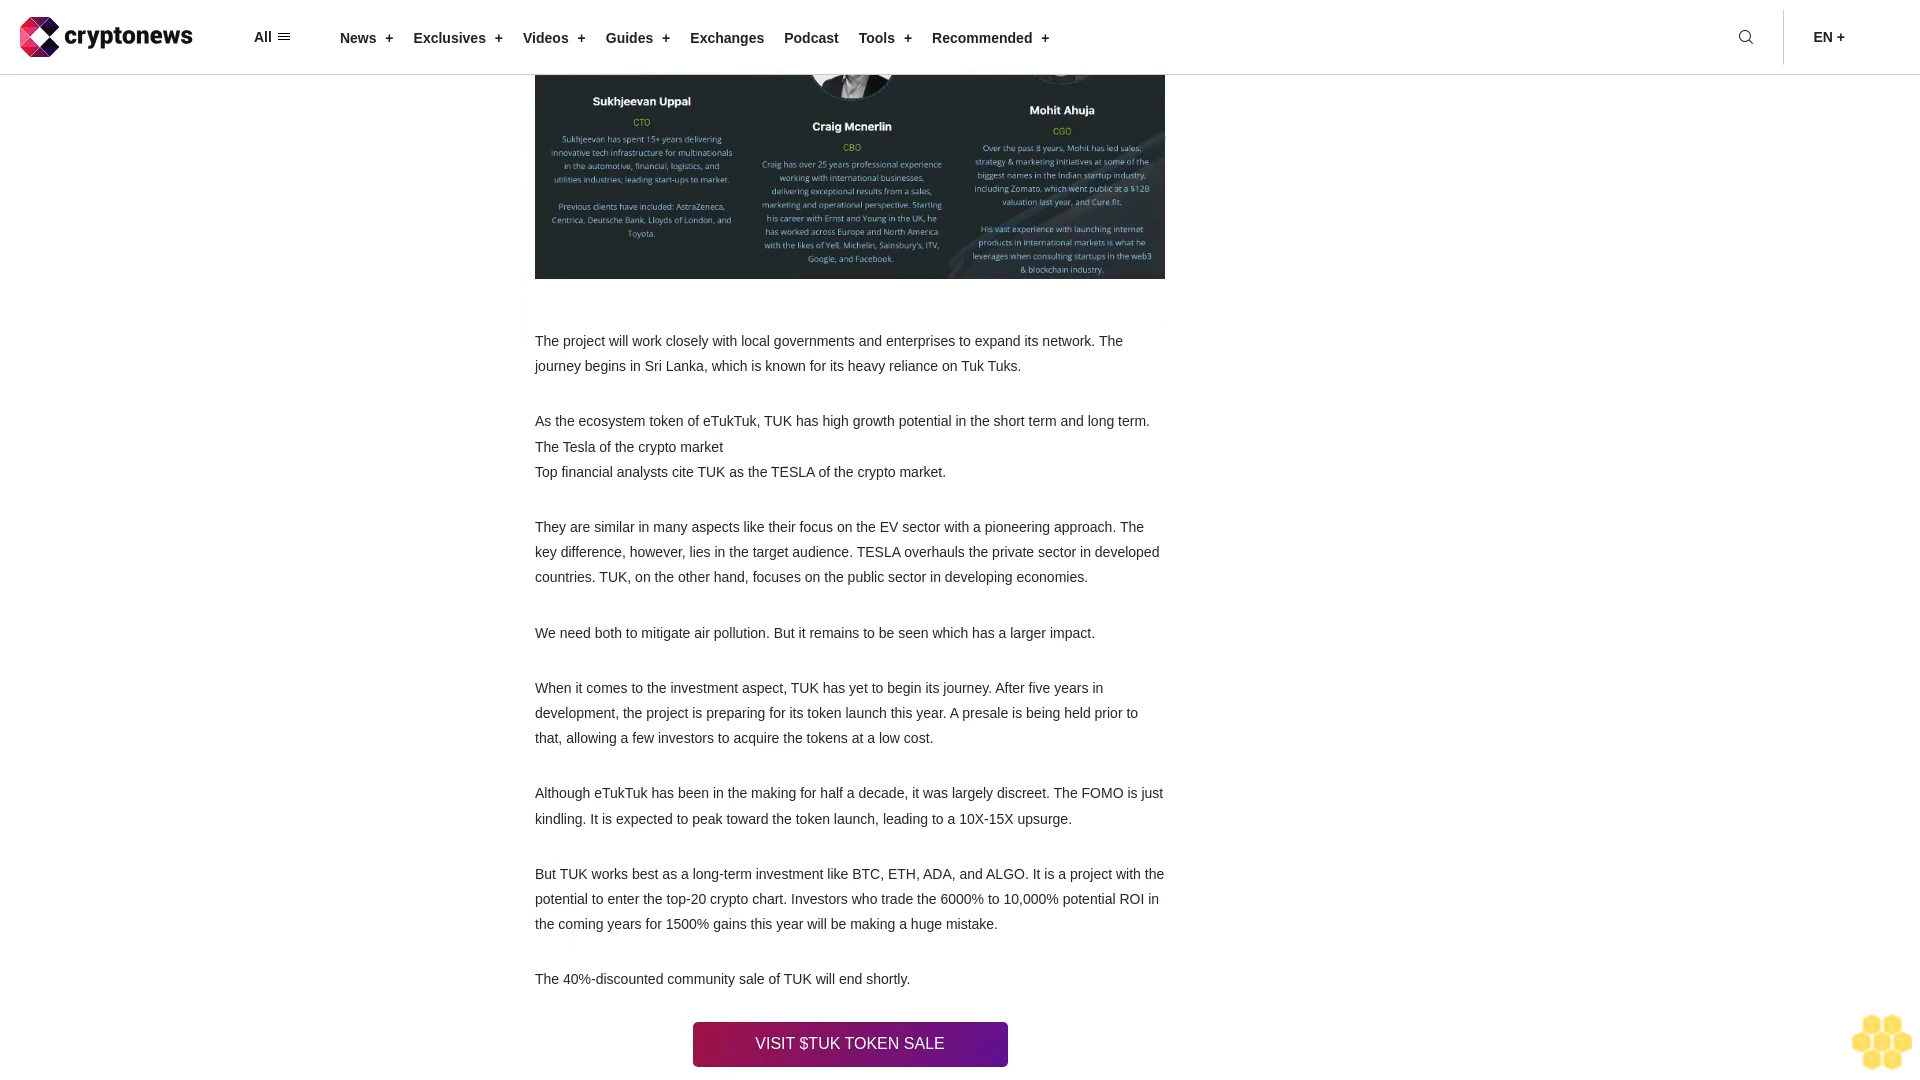 cryptonews
All
News +
Exclusives +
Videos +
Guides +
Exchanges
Podcast
Tools +
Recommended +
EN +
Sukhjeevan Uppal
CTO
Sukhjeevan has spent 15+ years delivering
innovative tech infrastructure for multinationals
in the automotive, financial, logistics, and
utilities industries; leading start-ups to market.
Previous clients have included: AstraZeneca,
Centrica, Deutsche Bank, Lloyds of London, and
Toyota.
Craig Mcnerlin
CBO
Craig has over 25 years professional experience
working with international businesses,
delivering exceptional results from a sales,
marketing and operational perspective. Starting
his career with Ernst and Young in the UK, he
has worked across Europe and North America
with the likes of Yell, Michelin, Sainsbury's, ITV,
Google, and Facebook.
Mohit Ahuja
CGO
Over the past 8 years, Mohit has led sales,
strategy & marketing initiatives at some of the
biggest names in the Indian startup industry,
including Zomato, which went public at a $12B
valuation last year, and Cure.fit.
His vast experience with launching internet
products in international markets is what he
leverages when consulting startups in the web3
& blockchain industry.
The project will work closely with local governments and enterprises to expand its network. The
journey begins in Sri Lanka, which is known for its heavy reliance on Tuk Tuks.
As the ecosystem token of eTukTuk, TUK has high growth potential in the short term and long term.
The Tesla of the crypto market
Top financial analysts cite TUK as the TESLA of the crypto market.
They are similar in many aspects like their focus on the EV sector with a pioneering approach. The
key difference, however, lies in the target audience. TESLA overhauls the private sector in developed
countries. TUK, on the other hand, focuses on the public sector in developing economies.
We need both to mitigate air pollution. But it remains to be seen which has a larger impact.
When it comes to the investment aspect, TUK has yet to begin its journey. After five years in
development, the project is preparing for its token launch this year. A presale is being held prior to
that, allowing a few investors to acquire the tokens at a low cost.
Although eTukTuk has been in the making for half a decade, it was largely discreet. The FOMO is just
kindling. It is expected to peak toward the token launch, leading to a 10X-15X upsurge.
But TUK works best as a long-term investment like BTC, ETH, ADA, and ALGO. It is a project with the
potential to enter the top-20 crypto chart. Investors who trade the 6000% to 10,000% potential ROI in
the coming years for 1500% gains this year will be making a huge mistake.
The 40%-discounted community sale of TUK will end shortly.
VISIT $TUK TOKEN SALE